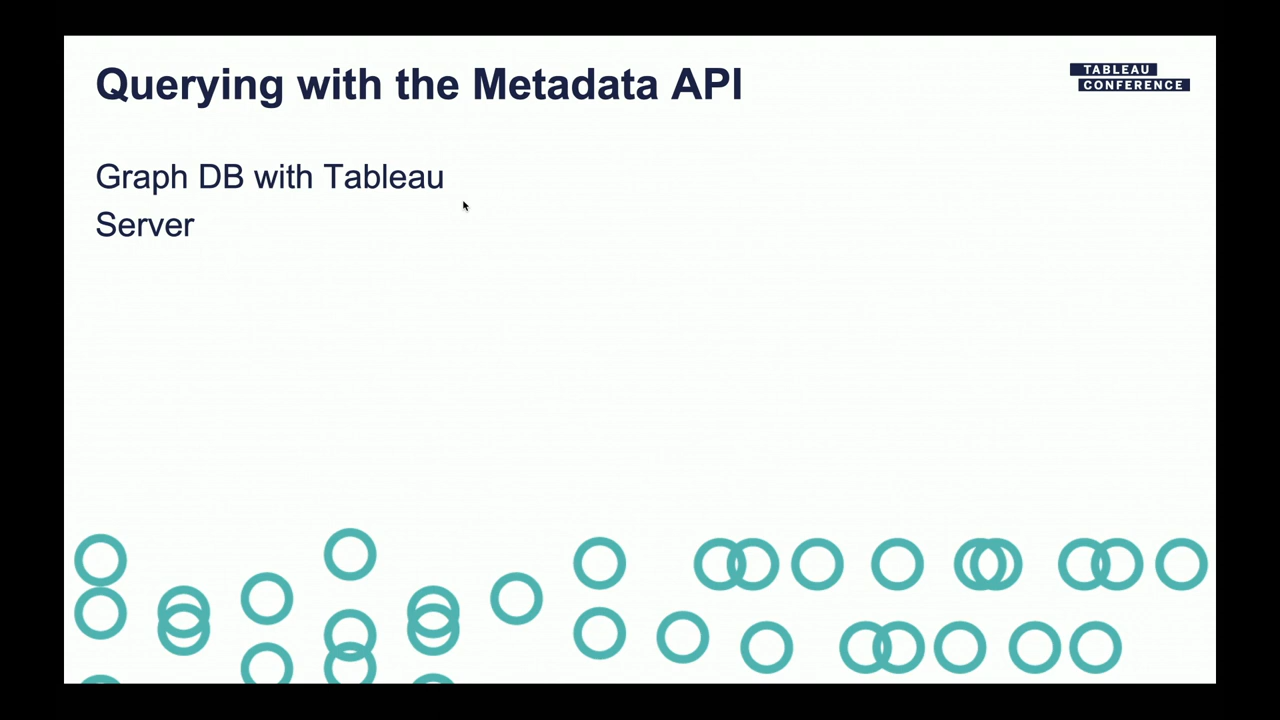 Querying with the Metadata API
TABLEAU
CONFERENCE
Graph DB with Tableau
Server